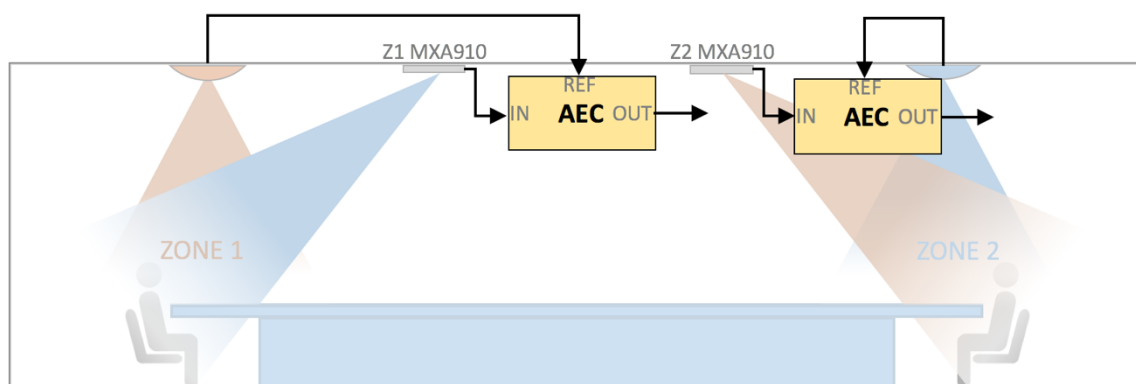 Z1 MXA910
Z2 MXA910
REF
IN AEC OUT
REF
IN AEC OUT
ZONE 1
ZONE 2